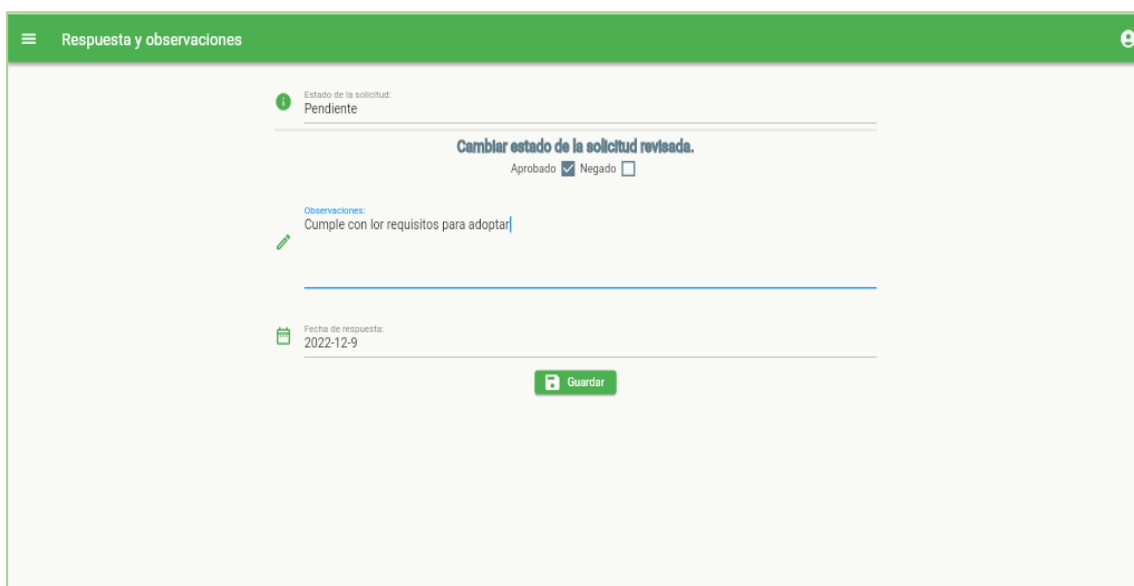 Respuesta y observaciones
Estado de la solicitud:
Pendiente
Cambiar estado de la solicitud revisada.
Aprobado Negado
Observaciones:
Cumple con lor requisitos para adoptar
Fecha de respuesta:
2022-12-9
Guardar